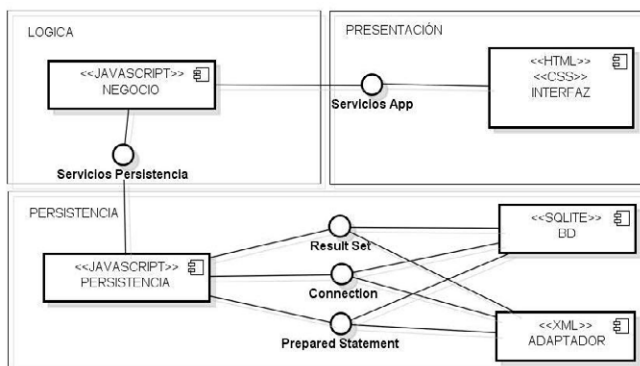 LOGICA
<<JAVASCRIPT>>
NEGOCIO
Servicios Persistencia
PRESENTACIÓN
Servicios App
<<HTML>>
<<CSS>>
INTERFAZ
PERSISTENCIA
<<JAVASCRIPT>>
PERSISTENCIA
Result Set
Connection
Prepared Statement
<<SQLITE>>
BD
<<XML>>
ADAPTADOR